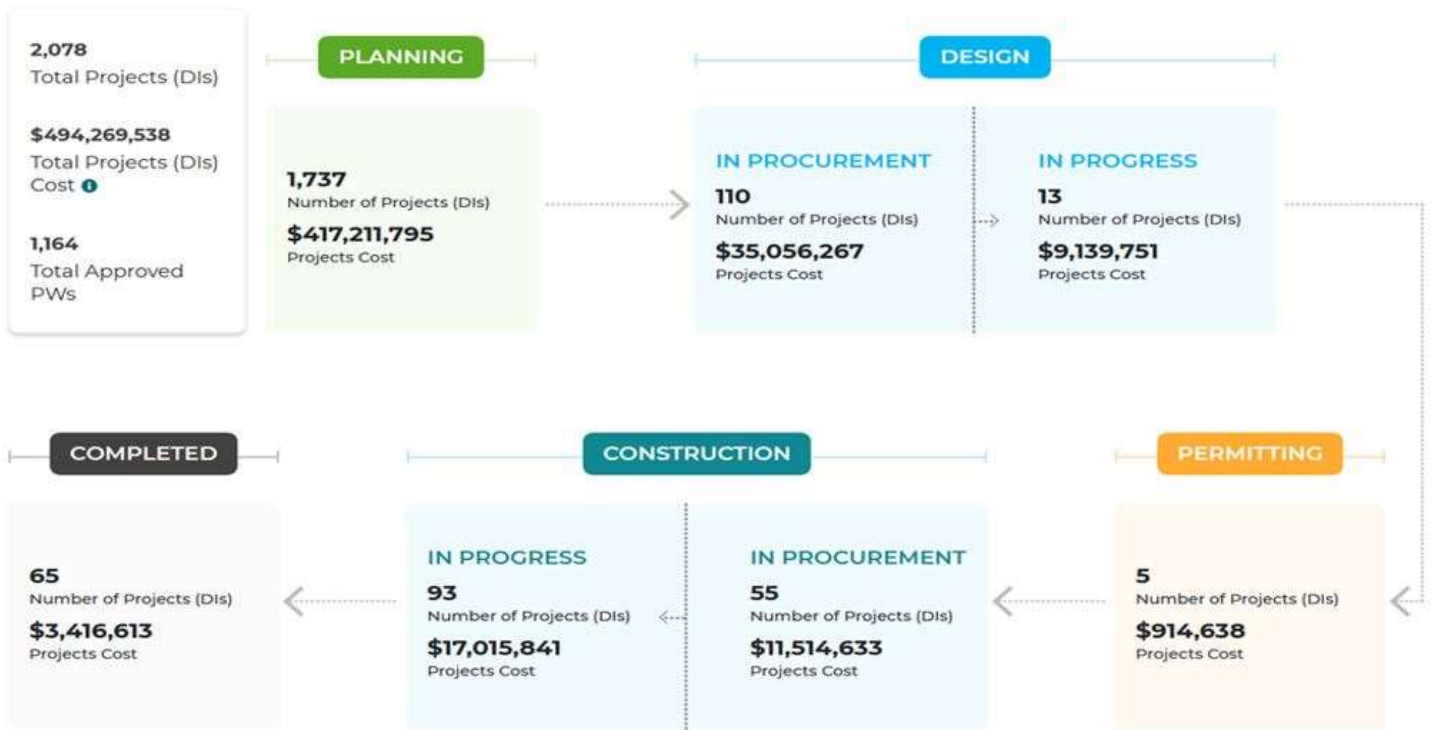 2,078
Total Projects (DIs)
$494,269,538
Total Projects (DIs)
Cost
1,164
Total Approved
PWs
PLANNING
1,737
Number of Projects (DIs)
$417,211,795
Projects Cost
DESIGN
IN PROCUREMENT
110
Number of Projects (DIs)
$35,056,267
Projects Cost
IN PROGRESS
13
Number of Projects (DIs)
$9,139,751
Projects Cost
COMPLETED
65
Number of Projects (DIs)
$3,416,613
Projects Cost
CONSTRUCTION
IN PROGRESS
93
Number of Projects (DIs)
$17,015,841
Projects Cost
IN PROCUREMENT
55
Number of Projects (DIs)
$11,514,633
Projects Cost
PERMITTING
5
Number of Projects (DIs)
$914,638
Projects Cost